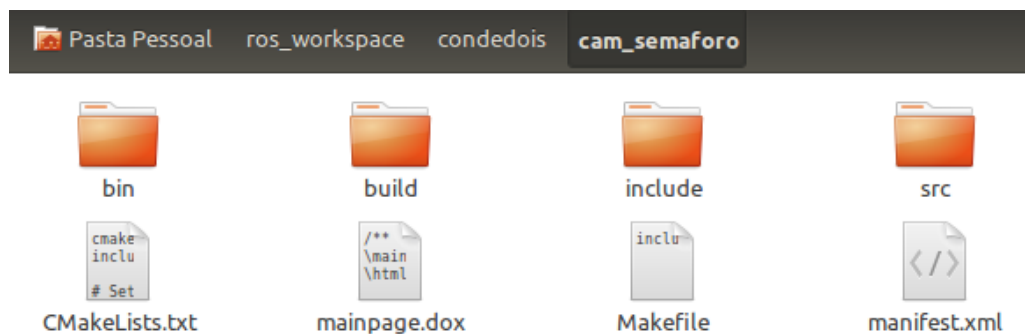 Pasta Pessoal ros_workspace condedois cam_semaforo
bin build include src
cmake
inclu
# Set
/**
\main
\html
inclu
</>
CMakeLists.txt mainpage.dox Makefile manifest.xml